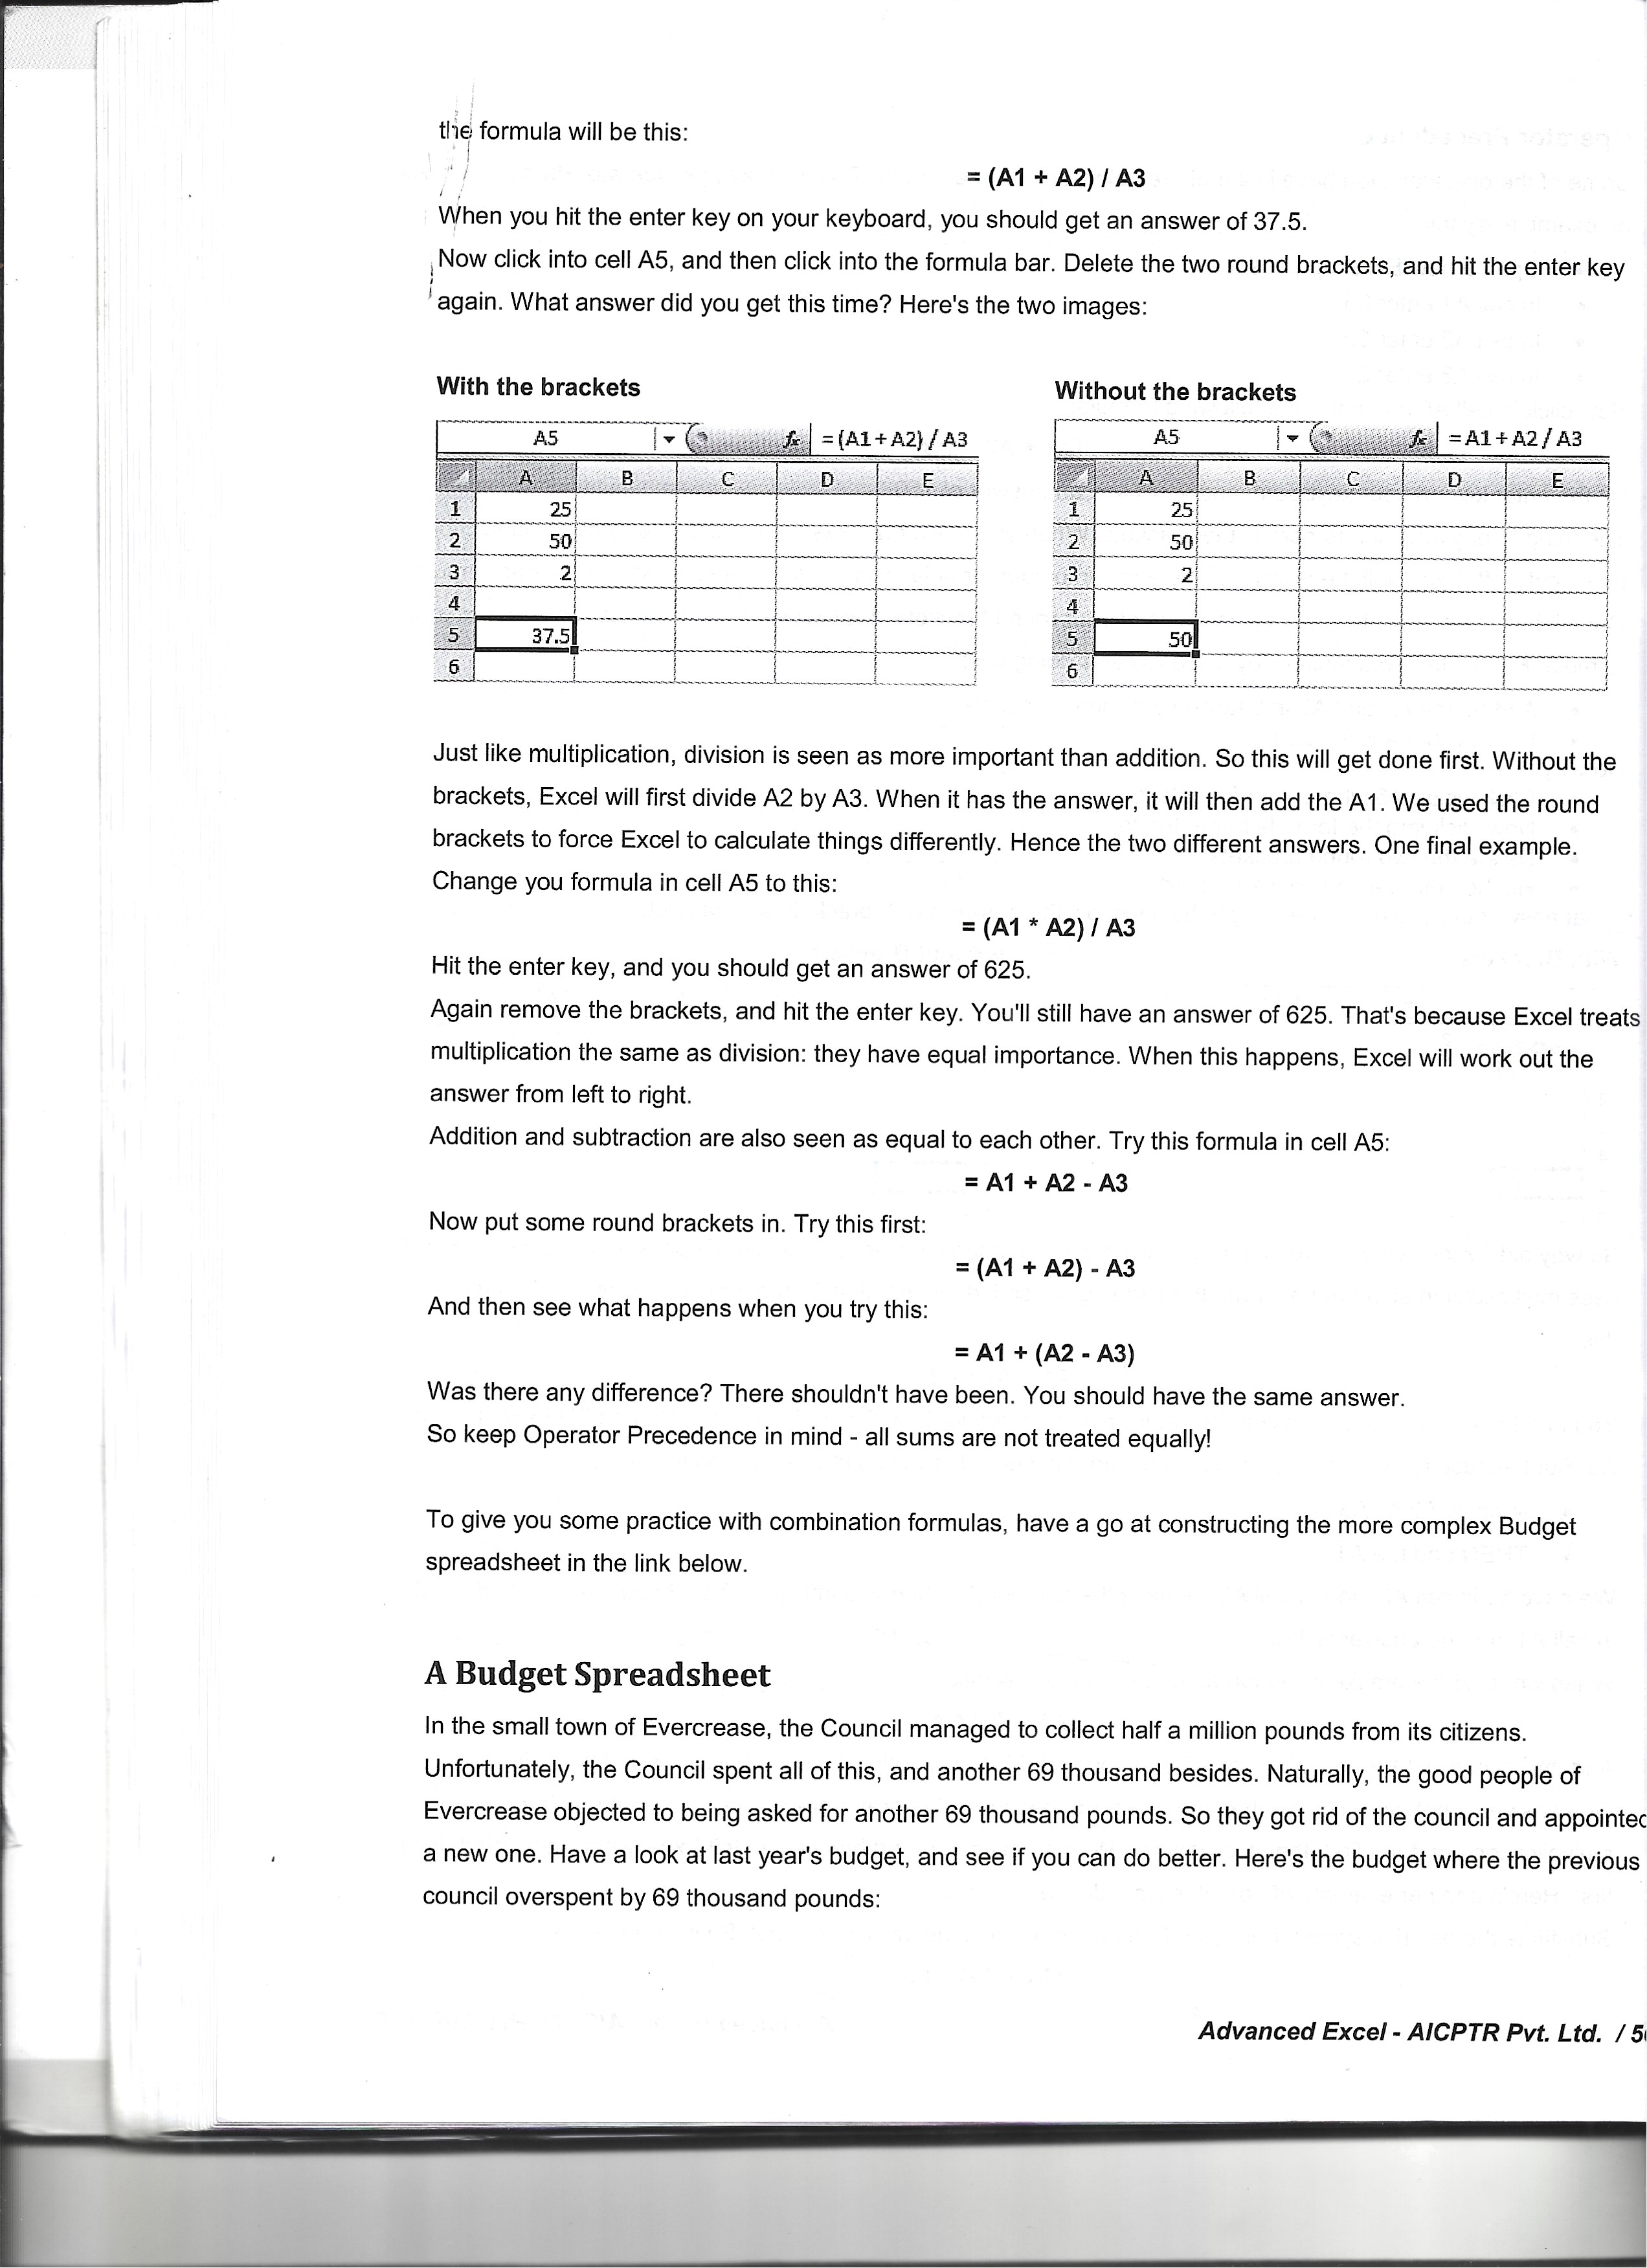 the formula will be this:
= (A1 + A2) / A3
When you hit the enter key on your keyboard, you should get an answer of 37.5.
Now click into cell A5, and then click into the formula bar. Delete the two round brackets, and hit the enter key
again. What answer did you get this time? Here's the two images:
With the brackets
A5 fx =(A1+A2)/A3
A B C D E
1 25
2 50
3 2
4
5 37.5
6
Without the brackets
A5 fx =A1+A2/A3
A B C D E
1 25
2 50
3 2
4
5 50
6
Just like multiplication, division is seen as more important than addition. So this will get done first. Without the
brackets, Excel will first divide A2 by A3. When it has the answer, it will then add the A1. We used the round
brackets to force Excel to calculate things differently. Hence the two different answers. One final example.
Change you formula in cell A5 to this:
= (A1 * A2) / A3
Hit the enter key, and you should get an answer of 625.
Again remove the brackets, and hit the enter key. You'll still have an answer of 625. That's because Excel treats
multiplication the same as division: they have equal importance. When this happens, Excel will work out the
answer from left to right.
Addition and subtraction are also seen as equal to each other. Try this formula in cell A5:
= A1 + A2 - A3
Now put some round brackets in. Try this first:
= (A1 + A2) - A3
And then see what happens when you try this:
= A1 + (A2 - A3)
Was there any difference? There shouldn't have been. You should have the same answer.
So keep Operator Precedence in mind - all sums are not treated equally!
To give you some practice with combination formulas, have a go at constructing the more complex Budget
spreadsheet in the link below.
A Budget Spreadsheet
In the small town of Evercrease, the Council managed to collect half a million pounds from its citizens.
Unfortunately, the Council spent all of this, and another 69 thousand besides. Naturally, the good people of
Evercrease objected to being asked for another 69 thousand pounds. So they got rid of the council and appointed
a new one. Have a look at last year's budget, and see if you can do better. Here's the budget where the previous
council overspent by 69 thousand pounds:
Advanced Excel - AICPTR Pvt. Ltd. / 5